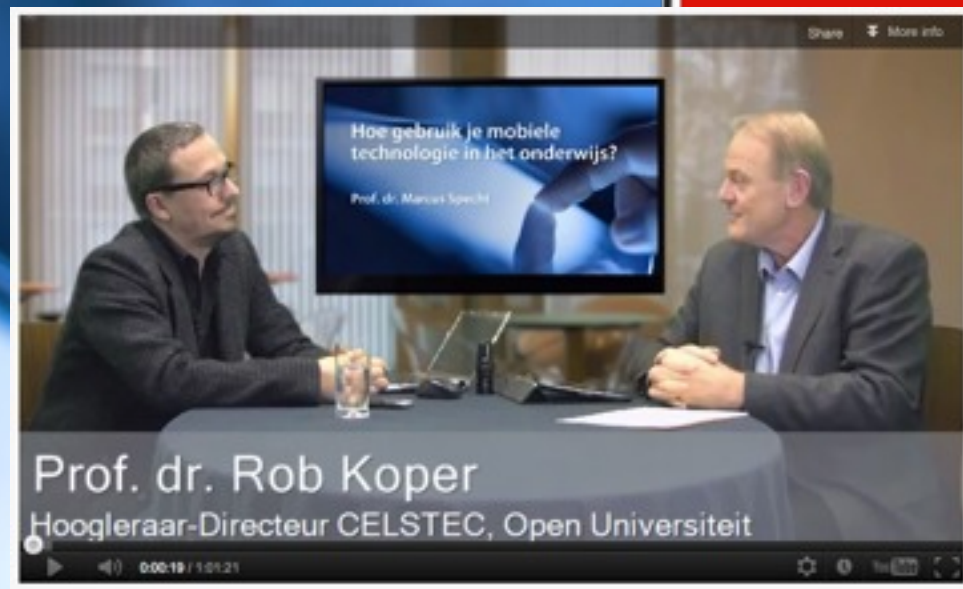 Share More info
Hoe gebruik je mobiele
technologie in het onderwijs?
Prof. dr. Marcus Specht
Prof. dr. Rob Koper
Hoogleraar-Directeur CELSTEC, Open Universiteit
0:00:19 / 1:01:21
YouTube